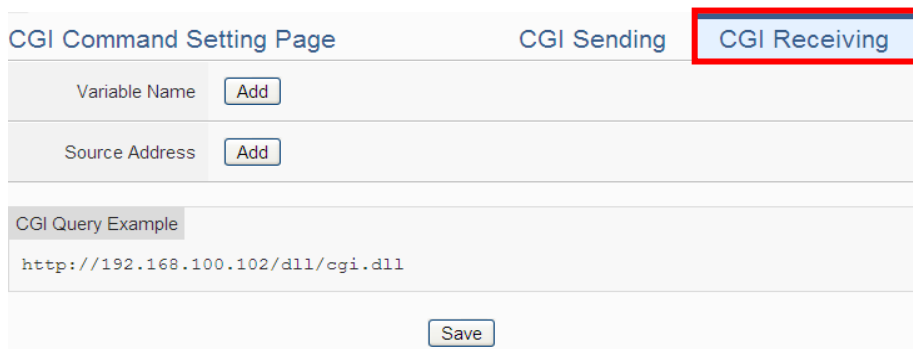 CGI Command Setting Page CGI Sending CGI Receiving
Variable Name Add
Source Address Add
CGI Query Example
http://192.168.100.102/dll/cgi.dll
Save